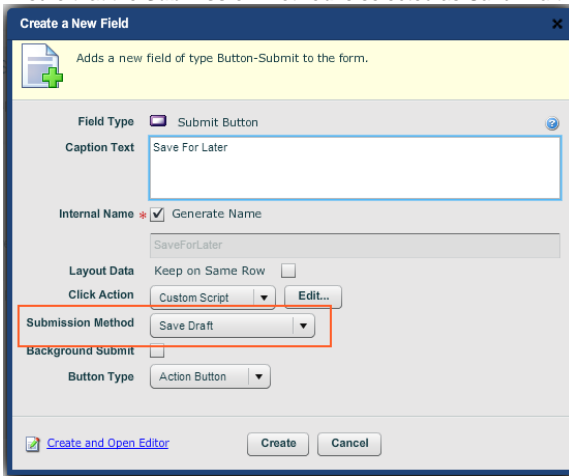 Create a New Field
Adds a new field of type Button-Submit to the form.
Field Type Submit Button
Caption Text Save For Later
Internal Name * Generate Name
SaveForLater
Layout Data Keep on Same Row
Click Action Custom Script Edit...
Submission Method Save Draft
Background Submit
Button Type Action Button
Create and Open Editor Create Cancel